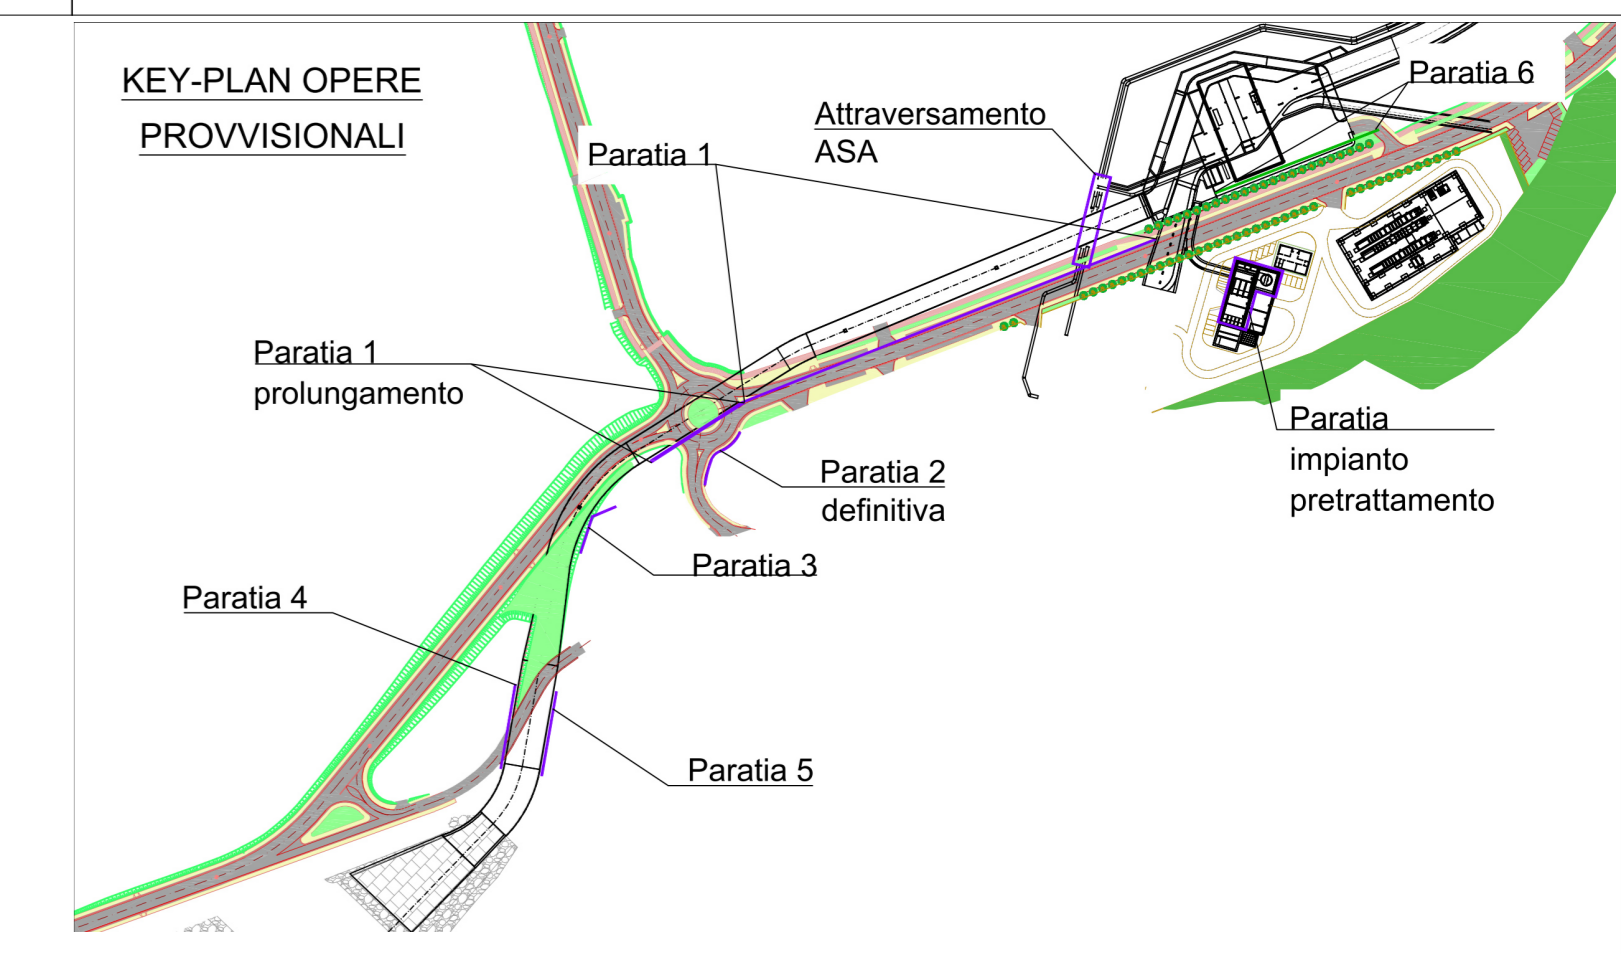 KEY-PLAN OPERE
PROVVISIONALI
Paratia 6
Attraversamento
ASA
Paratia 1
Paratia 1
prolungamento
Paratia
impianto
pretrattamento
Paratia 2
definitiva
Paratia 3
Paratia 4
Paratia 5